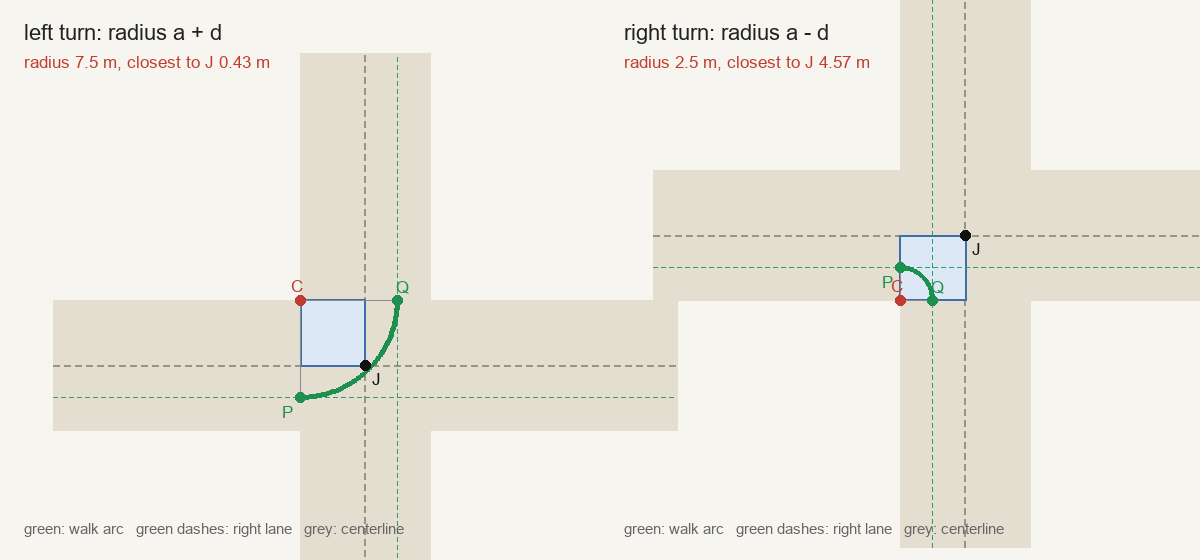 left turn: radius a + d
radius 7.5 m, closest to J 0.43 m
C
Q
J
P
green: walk arc green dashes: right lane grey: centerline
right turn: radius a - d
radius 2.5 m, closest to J 4.57 m
J
P
C
Q
green: walk arc green dashes: right lane grey: centerline